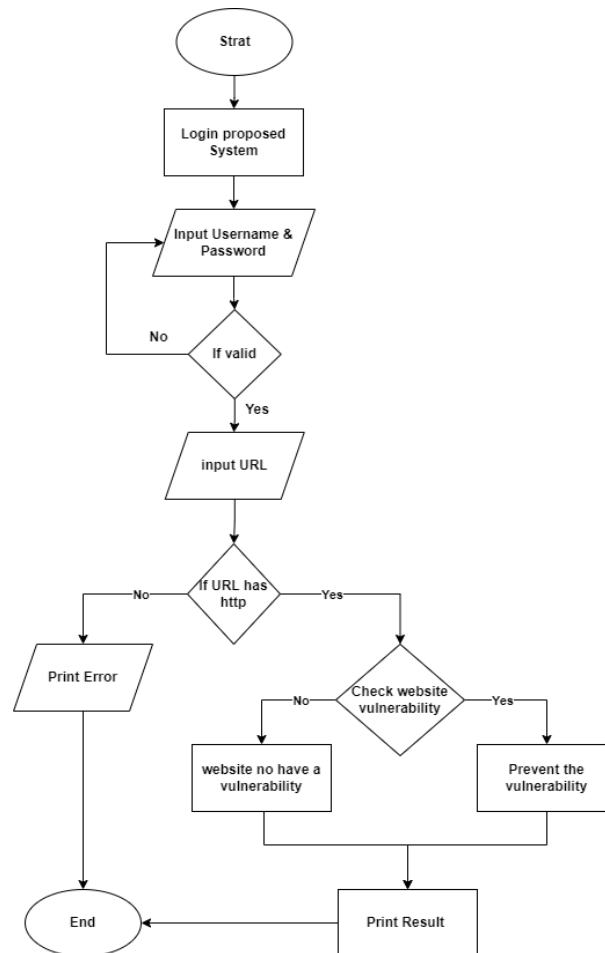 Strat
Login proposed
System
Input Username &
Password
No
If valid
Yes
input URL
If URL has
http
No
Yes
Print Error
Check website
vulnerability
No
Yes
website no have a
vulnerability
Prevent the
vulnerability
End
Print Result